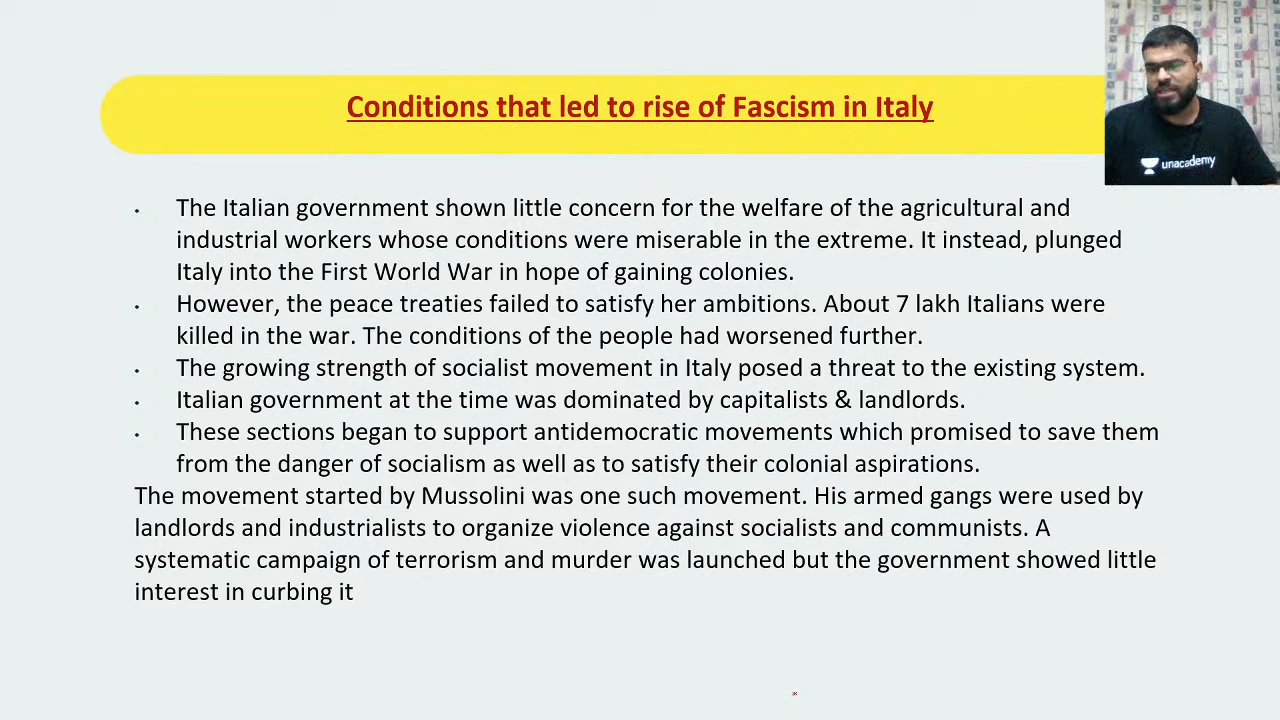 Conditions that led to rise of Fascism in Italy
unacademy
• The Italian government shown little concern for the welfare of the agricultural and
industrial workers whose conditions were miserable in the extreme. It instead, plunged
Italy into the First World War in hope of gaining colonies.
• However, the peace treaties failed to satisfy her ambitions. About 7 lakh Italians were
killed in the war. The conditions of the people had worsened further.
• The growing strength of socialist movement in Italy posed a threat to the existing system.
• Italian government at the time was dominated by capitalists & landlords.
• These sections began to support antidemocratic movements which promised to save them
from the danger of socialism as well as to satisfy their colonial aspirations.
The movement started by Mussolini was one such movement. His armed gangs were used by
landlords and industrialists to organize violence against socialists and communists. A
systematic campaign of terrorism and murder was launched but the government showed little
interest in curbing it